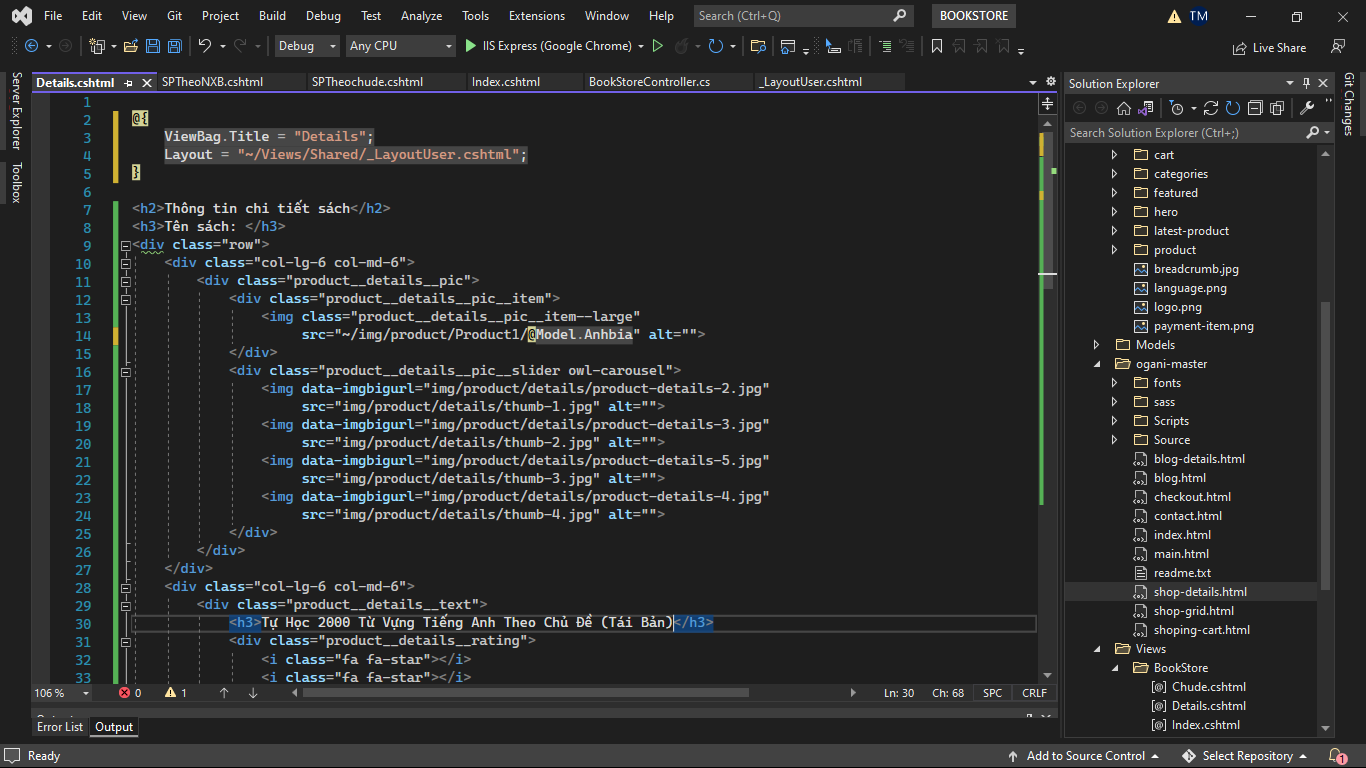 File Edit View Git Project Build Debug Test Analyze Tools Extensions Window Help Search (Ctrl+Q) BOOKSTORE TM
Debug Any CPU IIS Express (Google Chrome) Live Share
Server Explorer
Toolbox
Details.cshtml SPTheoNXB.cshtml SPTheochude.cshtml Index.cshtml BookStoreController.cs _LayoutUser.cshtml
1
2 @{
3 ViewBag.Title = "Details";
4 Layout = "~/Views/Shared/_LayoutUser.cshtml";
5 }
6
7 <h2>Thông tin chi tiết sách</h2>
8 <h3>Tên sách: </h3>
9 <div class="row">
10 <div class="col-lg-6 col-md-6">
11 <div class="product__details__pic">
12 <div class="product__details__pic__item">
13 <img class="product__details__pic__item--large"
14 src="~/img/product/Product1/@Model.Anhbia" alt="">
15 </div>
16 <div class="product__details__pic__slider owl-carousel">
17 <img data-imgbigurl="img/product/details/product-details-2.jpg"
18 src="img/product/details/thumb-1.jpg" alt="">
19 <img data-imgbigurl="img/product/details/product-details-3.jpg"
20 src="img/product/details/thumb-2.jpg" alt="">
21 <img data-imgbigurl="img/product/details/product-details-5.jpg"
22 src="img/product/details/thumb-3.jpg" alt="">
23 <img data-imgbigurl="img/product/details/product-details-4.jpg"
24 src="img/product/details/thumb-4.jpg" alt="">
25 </div>
26 </div>
27 </div>
28 <div class="col-lg-6 col-md-6">
29 <div class="product__details__text">
30 <h3>Tự Học 2000 Từ Vựng Tiếng Anh Theo Chủ Đề (Tái Bản)</h3>
31 <div class="product__details__rating">
32 <i class="fa fa-star"></i>
33 <i class="fa fa-star"></i>
106 % 0 1 Ln: 30 Ch: 68 SPC CRLF
Error List Output
Solution Explorer
Search Solution Explorer (Ctrl+;)
cart
categories
featured
hero
latest-product
product
breadcrumb.jpg
language.png
logo.png
payment-item.png
Models
ogani-master
fonts
sass
Scripts
Source
blog-details.html
blog.html
checkout.html
contact.html
index.html
main.html
readme.txt
shop-details.html
shop-grid.html
shoping-cart.html
Views
BookStore
Chude.cshtml
Details.cshtml
Index.cshtml
Git Changes
Ready Add to Source Control Select Repository 1